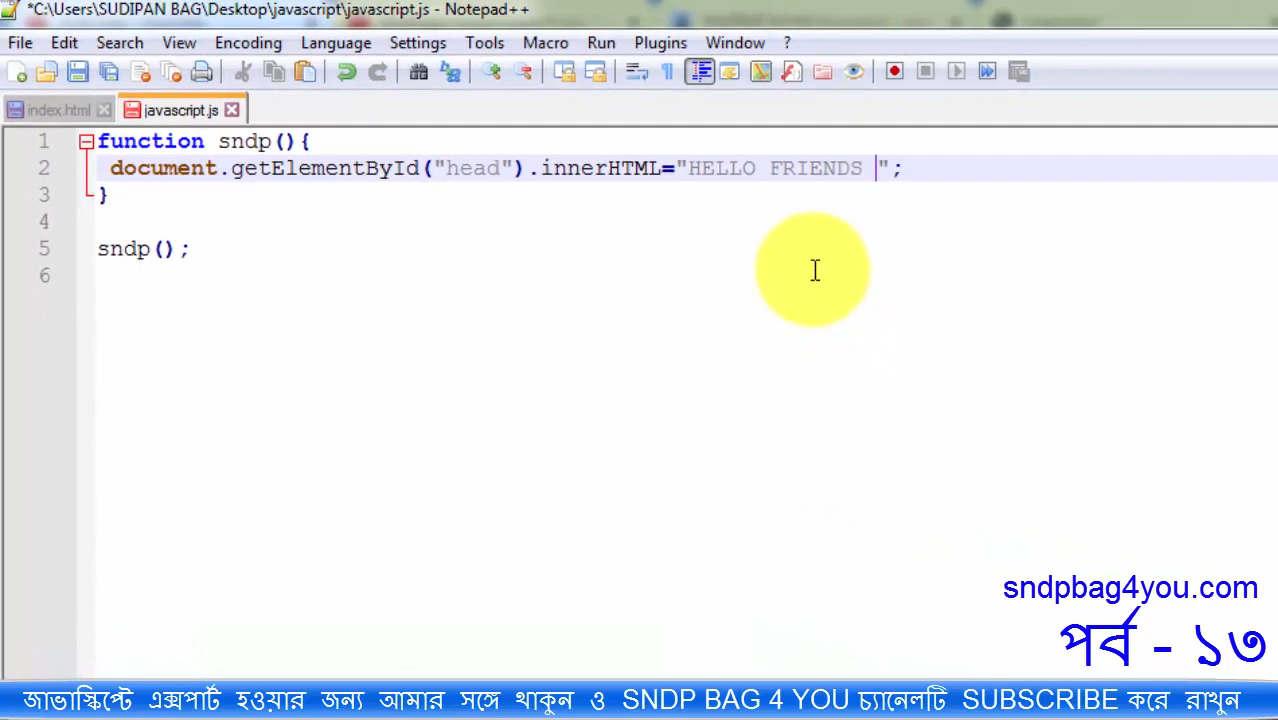 *C:\Users\SUDIPAN BAG\Desktop\javascript\javascript.js - Notepad++
File Edit Search View Encoding Language Settings Tools Macro Run Plugins Window ?
index.html javascript.js
1 function sndp(){
2 document.getElementById("head").innerHTML="HELLO FRIENDS ";
3 }
4
5 sndp();
6
sndpbag4you.com
পর্ব - ১৩
জাভাস্কিপ্টে এক্সপার্ট হওয়ার জন্য আমার সঙ্গে থাকুন ও SNDP BAG 4 YOU চ্যানেলটি SUBSCRIBE করে রাখুন